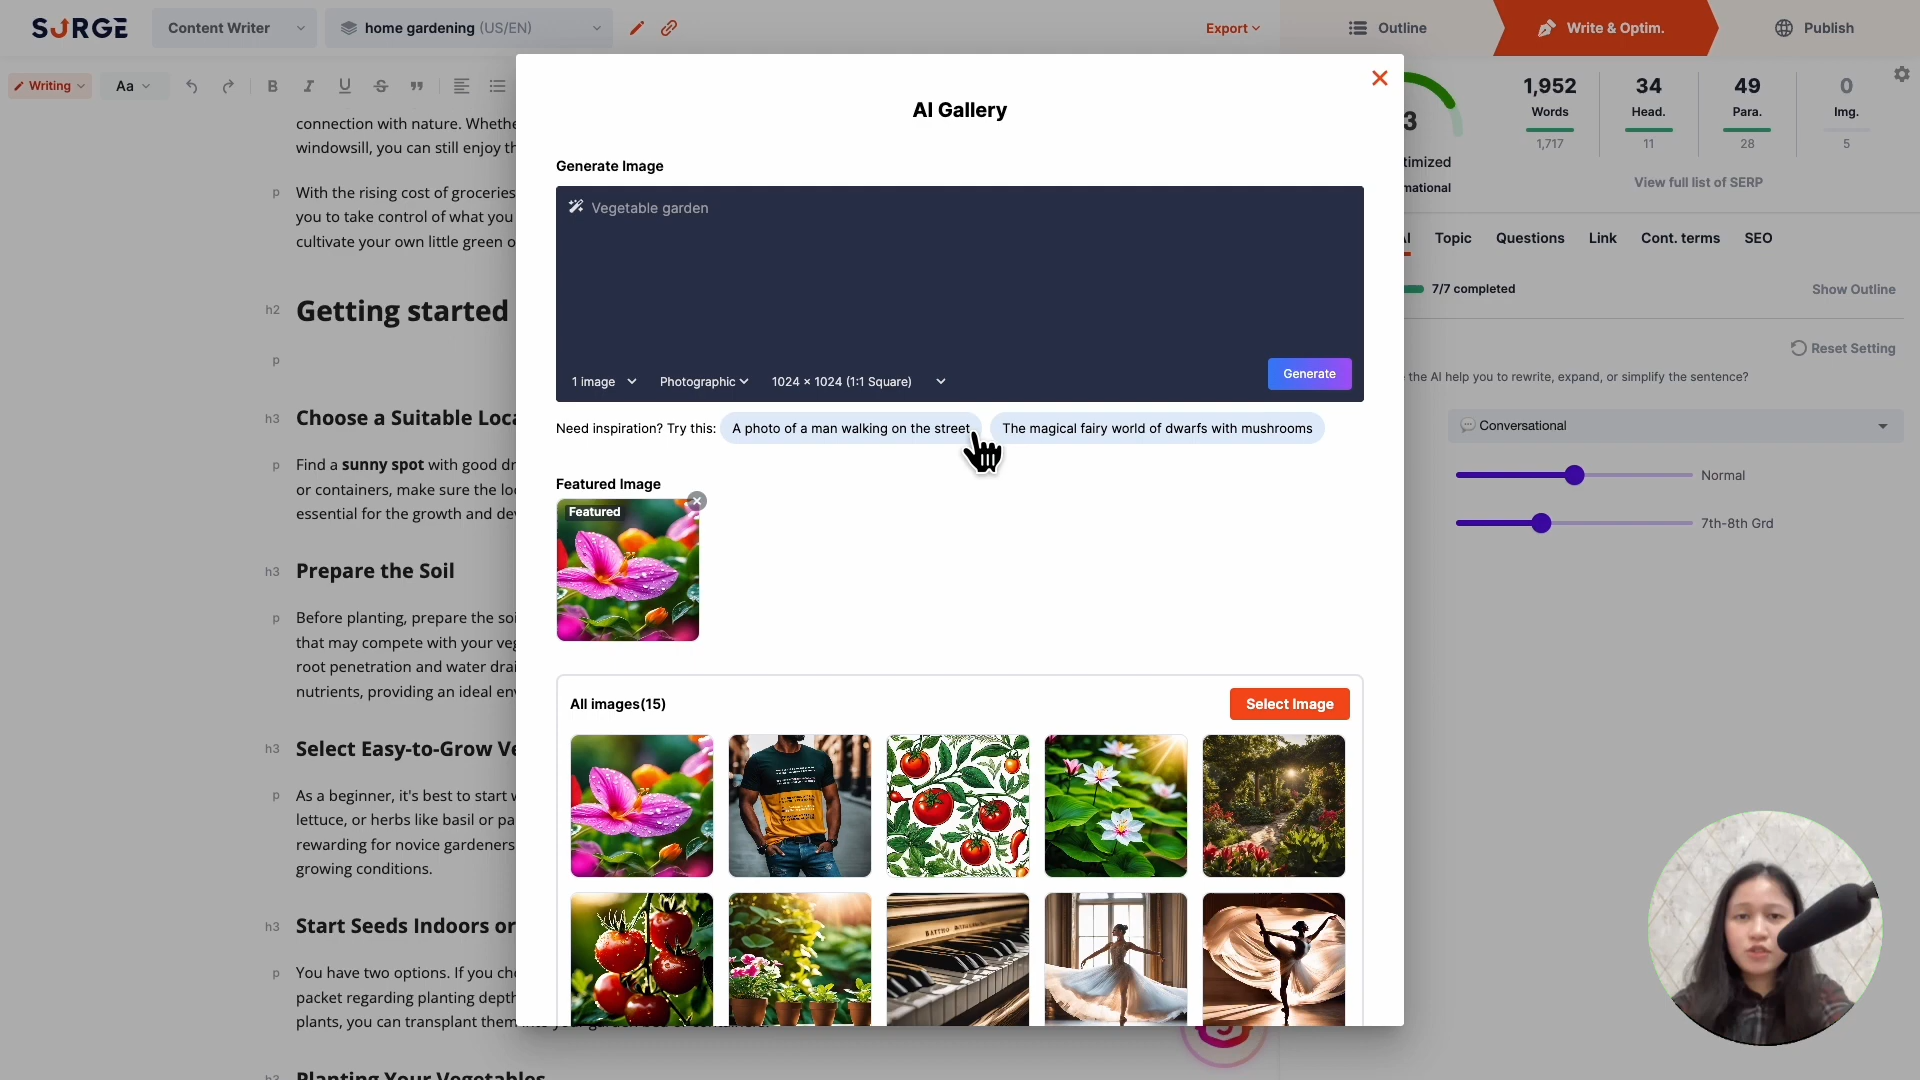 SURGE
Content Writer
home gardening (US/EN)
Export
Outline
Write & Optim.
Publish
Writing
Aa
B
I
U
S
connection with nature. Whethe
windowsill, you can still enjoy th
p
With the rising cost of groceries
you to take control of what you
cultivate your own little green o
h2
Getting started
p
h3
Choose a Suitable Loca
p
Find a sunny spot with good dr
or containers, make sure the lo
essential for the growth and dev
h3
Prepare the Soil
p
Before planting, prepare the soi
that may compete with your veg
root penetration and water drai
nutrients, providing an ideal env
h3
Select Easy-to-Grow Ve
p
As a beginner, it's best to start w
lettuce, or herbs like basil or pa
rewarding for novice gardeners
growing conditions.
h3
Start Seeds Indoors or
p
You have two options. If you cho
packet regarding planting depth
plants, you can transplant them
h3
Planting Your Vegetables
AI Gallery
Generate Image
Vegetable garden
1 image
Photographic
1024 × 1024 (1:1 Square)
Generate
Need inspiration? Try this:
A photo of a man walking on the street
The magical fairy world of dwarfs with mushrooms
Featured Image
Featured
All images(15)
Select Image
3
timized
mational
1,952
Words
1,717
34
Head.
11
49
Para.
28
0
Img.
5
View full list of SERP
AI
Topic
Questions
Link
Cont. terms
SEO
7/7 completed
Show Outline
Reset Setting
the AI help you to rewrite, expand, or simplify the sentence?
Conversational
Normal
7th-8th Grd